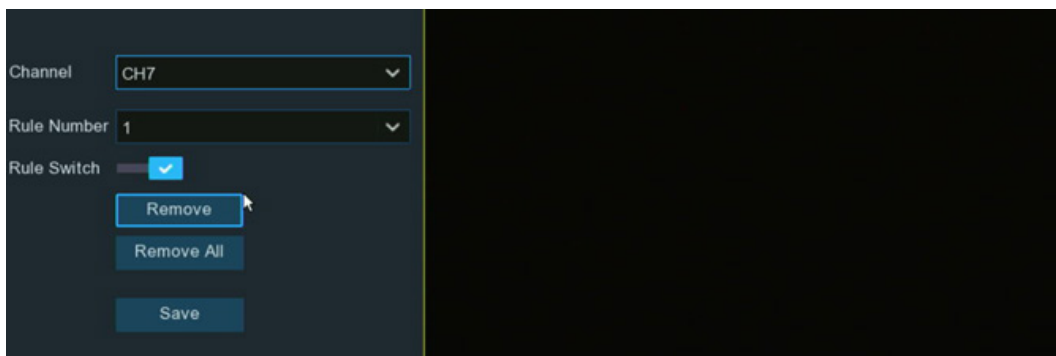 Channel CH7
Rule Number 1
Rule Switch
Remove
Remove All
Save